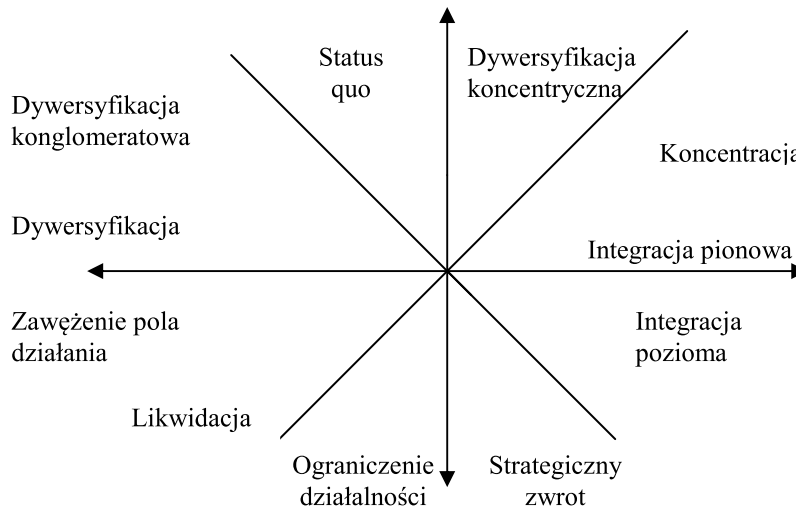 Status
quo
Dywersyfikacja
koncentryczna
Dywersyfikacja
konglomeratowa
Koncentracja
Dywersyfikacja
Integracja pionowa
Zawężenie pola
działania
Integracja
pozioma
Likwidacja
Ograniczenie
działalności
Strategiczny
zwrot